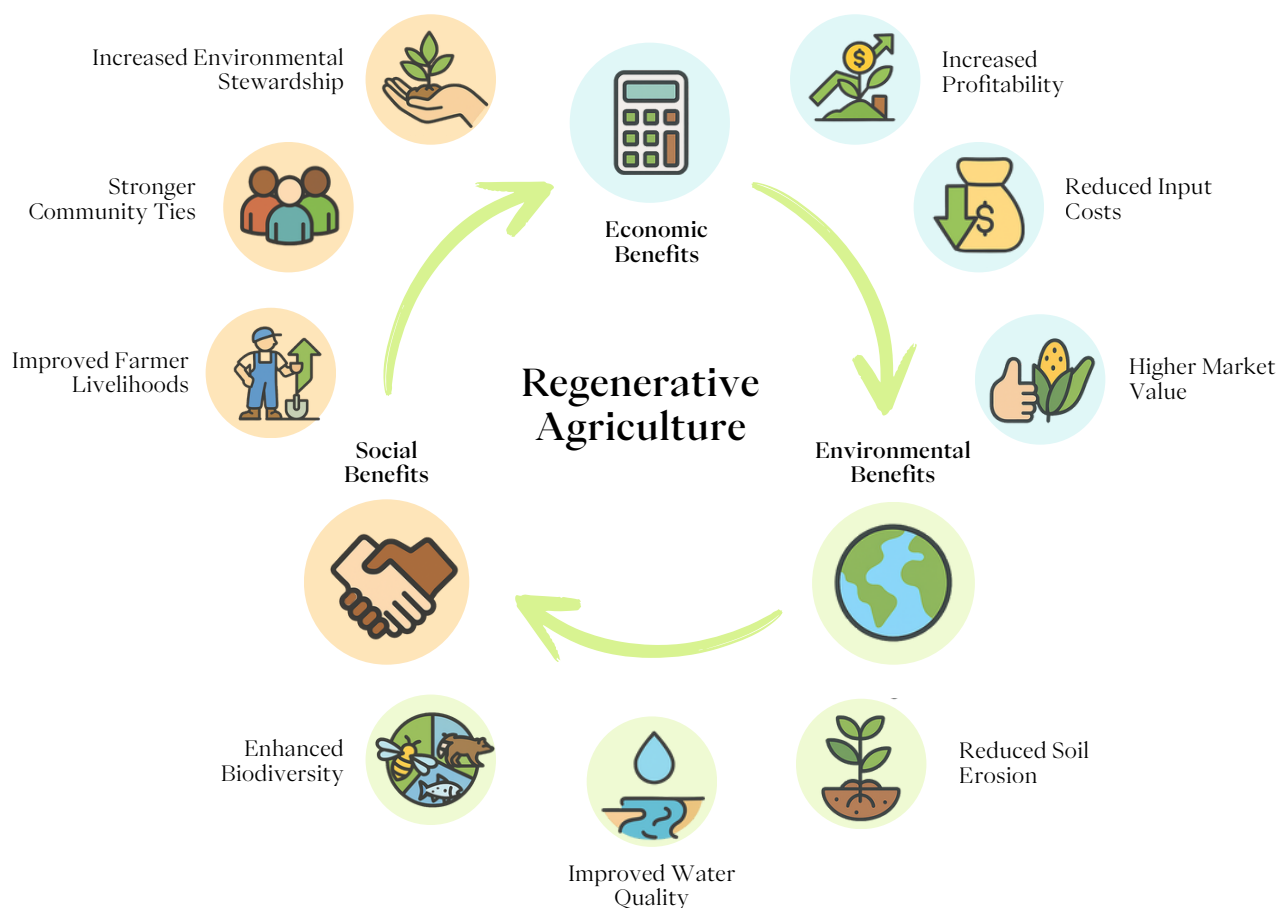 Increased Environmental
Stewardship
Stronger
Community Ties
Improved Farmer
Livelihoods
Economic
Benefits
Increased
Profitability
$
Reduced Input
Costs
$
Higher Market
Value
Regenerative
Agriculture
Social
Benefits
Environmental
Benefits
Enhanced
Biodiversity
Improved Water
Quality
Reduced Soil
Erosion